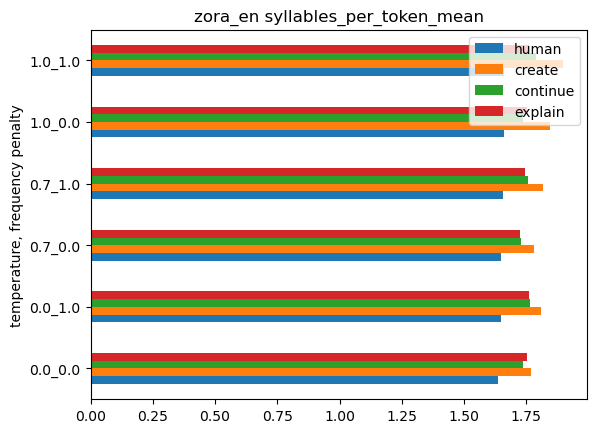 zora_en syllables_per_token_mean
human
create
continue
explain
temperature, frequency penalty
1.0_1.0
1.0_0.0
0.7_1.0
0.7_0.0
0.0_1.0
0.0_0.0
0.00 0.25 0.50 0.75 1.00 1.25 1.50 1.75